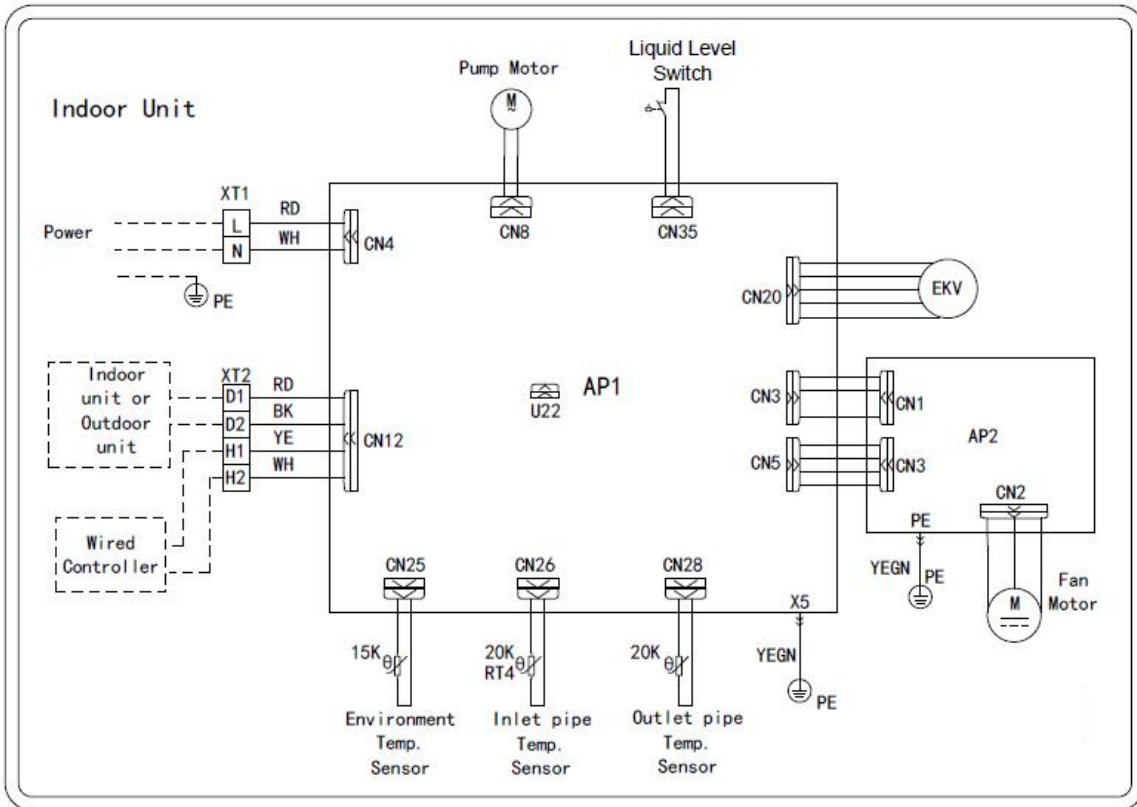 Indoor Unit
Pump Motor
M
~
Liquid Level
Switch
XT1
Power
L
RD
N
WH
CN4
PE
CN8
CN35
CN20
EKV
Indoor
unit or
Outdoor
unit
XT2
D1
RD
D2
BK
H1
YE
H2
WH
CN12
Wired
Controller
U22
AP1
CN3
CN1
CN5
CN3
AP2
CN2
PE
YEGN
PE
M
Fan
Motor
CN25
CN26
CN28
X5
YEGN
PE
15K
θ
20K
RT4
θ
20K
θ
Environment
Temp.
Sensor
Inlet pipe
Temp.
Sensor
Outlet pipe
Temp.
Sensor